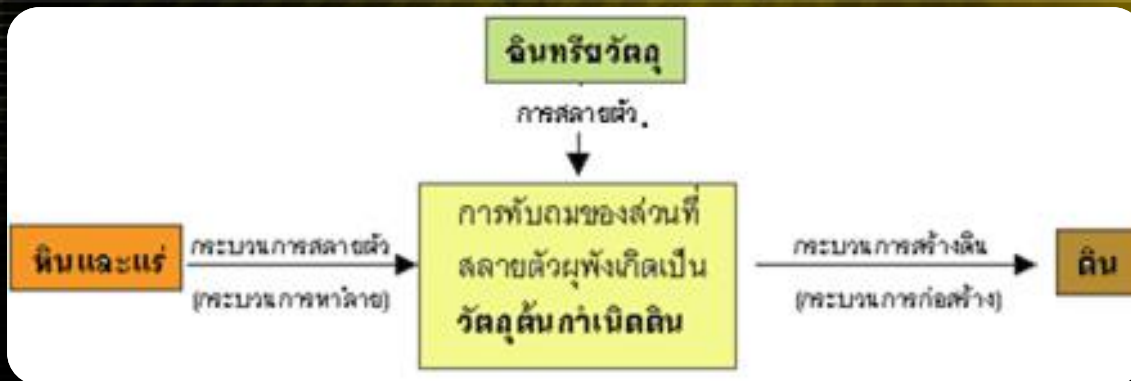 อินทรียวัตถุ
การสลายตัว
หินและแร่
กระบวนการสลายตัว
(กระบวนการทำลาย)
การทับถมของส่วนที่
สลายตัวผุพังเกิดเป็น
วัตถุต้นกำเนิดดิน
กระบวนการสร้างดิน
(กระบวนการก่อสร้าง)
ดิน